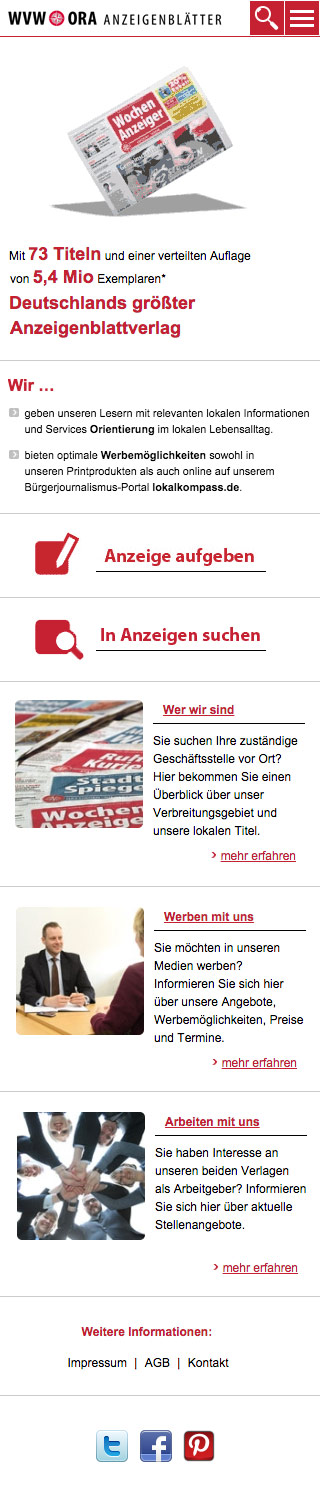 WVW ORA ANZEIGENBLÄTTER
Wochen
Anzeiger
Mit 73 Titeln und einer verteilten Auflage
von 5,4 Mio Exemplaren*
Deutschlands größter
Anzeigenblattverlag
Wir ...
geben unseren Lesern mit relevanten lokalen Informationen
und Services Orientierung im lokalen Lebensalltag.
bieten optimale Werbemöglichkeiten sowohl in
unseren Printprodukten als auch online auf unserem
Bürgerjournalismus-Portal lokalkompass.de.
Anzeige aufgeben
In Anzeigen suchen
Stadt
Spiegel
Wochen
Anzeiger
Wer wir sind
Sie suchen Ihre zuständige
Geschäftsstelle vor Ort?
Hier bekommen Sie einen
Überblick über unser
Verbreitungsgebiet und
unsere lokalen Titel.
› mehr erfahren
Werben mit uns
Sie möchten in unseren
Medien werben?
Informieren Sie sich hier
über unsere Angebote,
Werbemöglichkeiten, Preise
und Termine.
› mehr erfahren
Arbeiten mit uns
Sie haben Interesse an
unseren beiden Verlagen
als Arbeitgeber? Informieren
Sie sich hier über aktuelle
Stellenangebote.
› mehr erfahren
Weitere Informationen:
Impressum | AGB | Kontakt